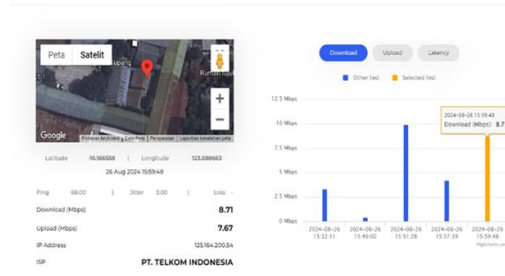 Peta Satelit
Kupang
Google
Latitude -10.166558 | Longitude 123.588663
26 Aug 2024 15:59:48
Ping 68.00 | Jitter 3.00 | Loss -
Download (Mbps) 8.71
Upload (Mbps) 7.67
IP Address 125.164.200.54
ISP PT. TELKOM INDONESIA
Download Upload Latency
Other Test Selected Test
12.5 Mbps
10 Mbps
7.5 Mbps
5 Mbps
2.5 Mbps
0 Mbps
2024-08-26 15:59:48
Download (Mbps): 8.71
2024-08-26
15:32:11
2024-08-26
15:49:00
2024-08-26
15:51:28
2024-08-26
15:57:39
2024-08-26
15:59:48